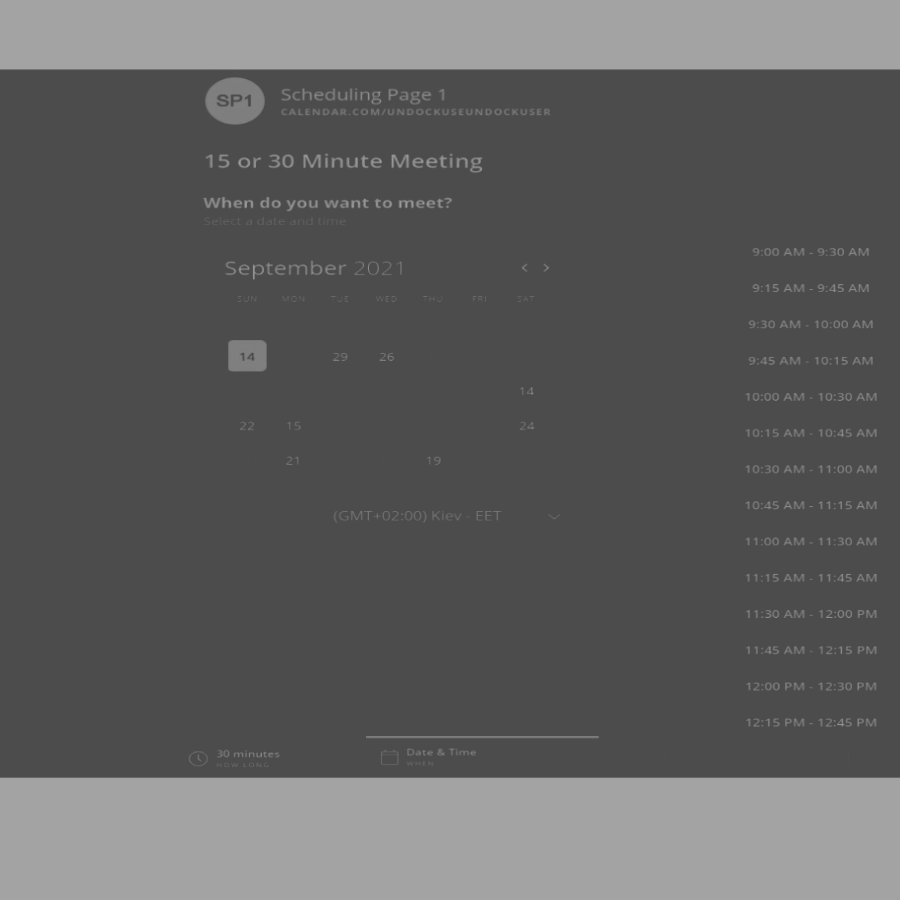 SP1
Scheduling Page 1
CALENDAR.COM/UNDOCKUSEUNDOCKUSER
15 or 30 Minute Meeting
When do you want to meet?
Select a date and time
September 2021 < >
SUN MON TUE WED THU FRI SAT
14 29 26
14
22 15 24
21 19
(GMT+02:00) Kiev - EET
9:00 AM - 9:30 AM
9:15 AM - 9:45 AM
9:30 AM - 10:00 AM
9:45 AM - 10:15 AM
10:00 AM - 10:30 AM
10:15 AM - 10:45 AM
10:30 AM - 11:00 AM
10:45 AM - 11:15 AM
11:00 AM - 11:30 AM
11:15 AM - 11:45 AM
11:30 AM - 12:00 PM
11:45 AM - 12:15 PM
12:00 PM - 12:30 PM
12:15 PM - 12:45 PM
30 minutes
HOW LONG
Date & Time
WHEN